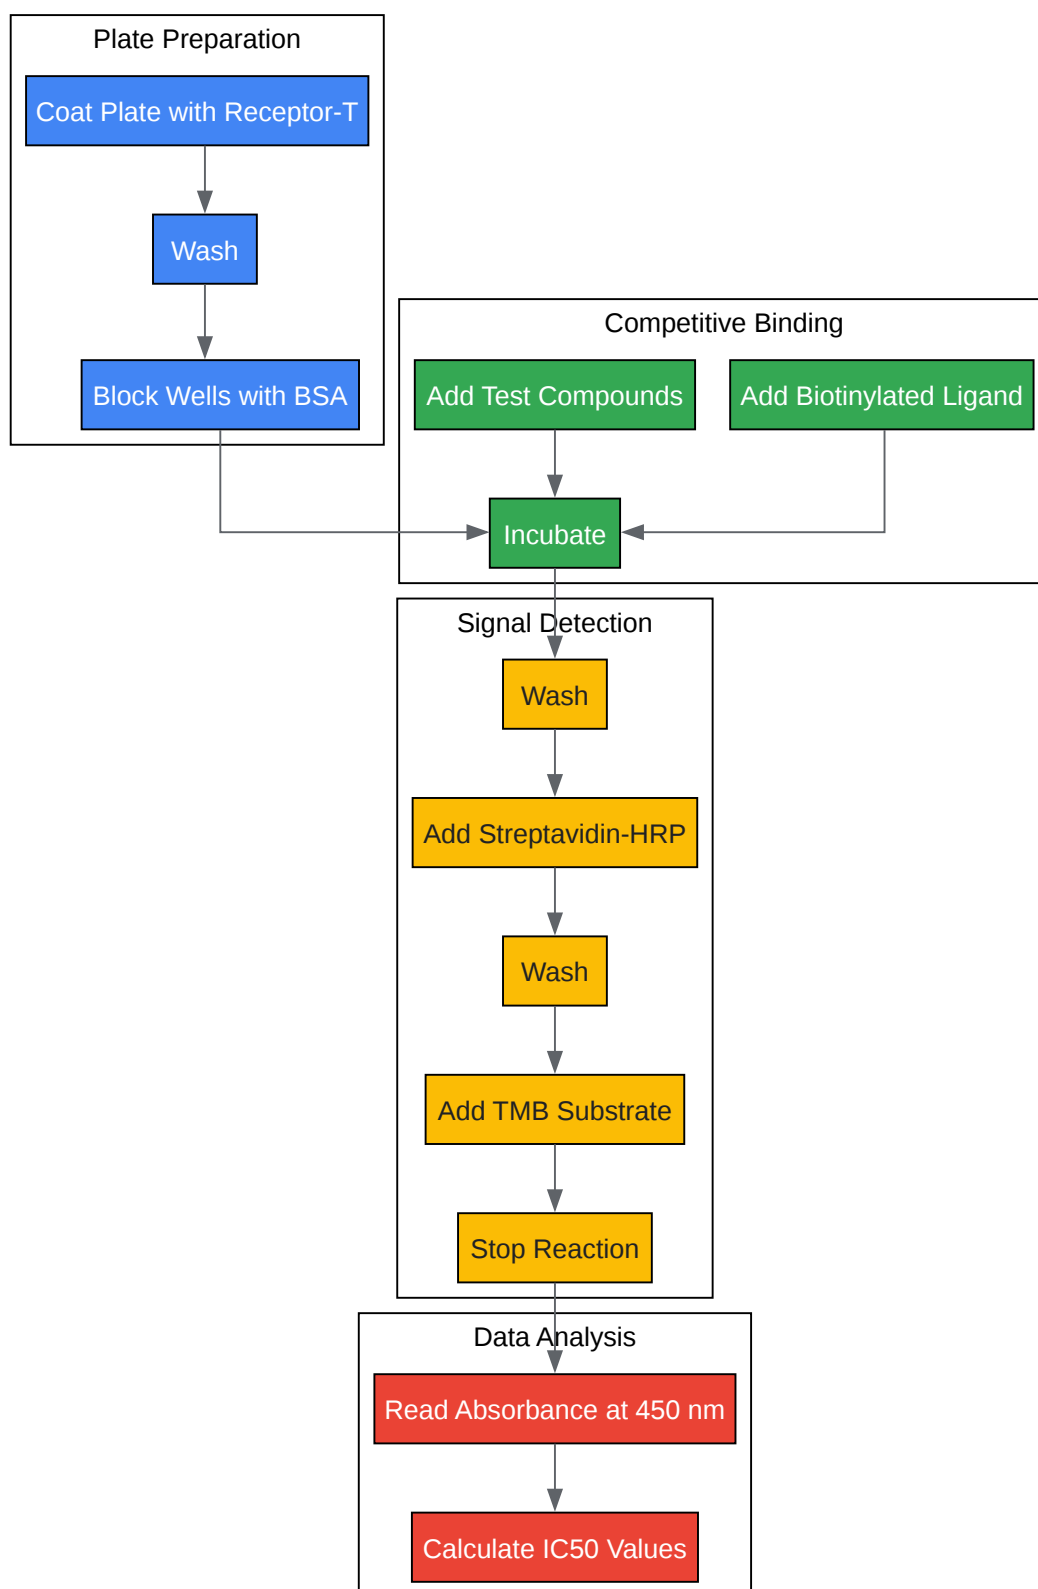 Plate Preparation
Coat Plate with Receptor-T
Wash
Block Wells with BSA
Competitive Binding
Add Test Compounds
Add Biotinylated Ligand
Incubate
Signal Detection
Wash
Add Streptavidin-HRP
Wash
Add TMB Substrate
Stop Reaction
Data Analysis
Read Absorbance at 450 nm
Calculate IC50 Values